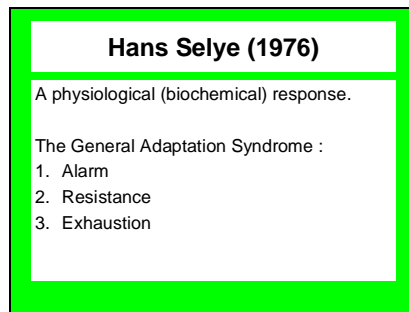 Hans Selye (1976)
A physiological (biochemical) response.
The General Adaptation Syndrome :
1. Alarm
2. Resistance
3. Exhaustion